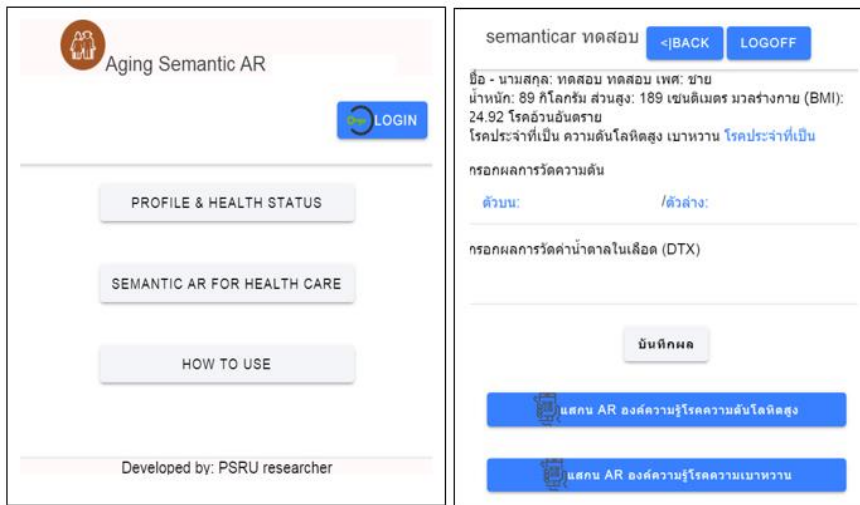 Aging Semantic AR
LOGIN
PROFILE & HEALTH STATUS
SEMANTIC AR FOR HEALTH CARE
HOW TO USE
Developed by: PSRU researcher
semanticar ทดสอบ
<|BACK
LOGOFF
ชื่อ - นามสกุล: ทดสอบ ทดสอบ เพศ: ชาย
น้ำหนัก: 89 กิโลกรัม ส่วนสูง: 189 เซนติเมตร มวลร่างกาย (BMI):
24.92 โรคอ้วนอันตราย
โรคประจำที่เป็น ความดันโลหิตสูง เบาหวาน โรคประจำที่เป็น
กรอกผลการวัดความดัน
ตัวบน: /ตัวล่าง:
กรอกผลการวัดค่าน้ำตาลในเลือด (DTX)
บันทึกผล
แสกน AR องค์ความรู้โรคความดันโลหิตสูง
แสกน AR องค์ความรู้โรคความเบาหวาน